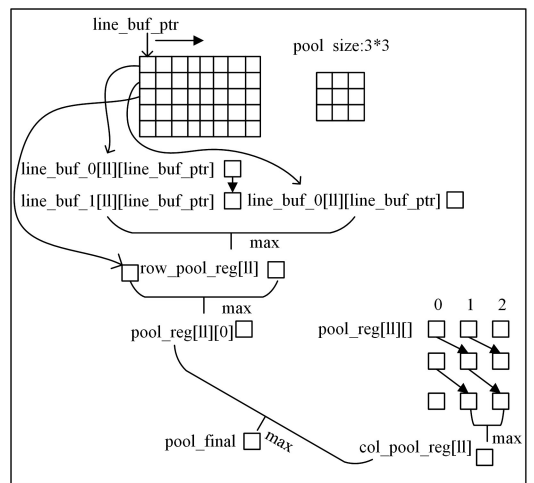 line_buf_ptr
pool size:3*3
line_buf_0[ll][line_buf_ptr]
line_buf_1[ll][line_buf_ptr] line_buf_0[ll][line_buf_ptr]
max
row_pool_reg[ll]
max
0 1 2
pool_reg[ll][0] pool_reg[ll][]
max
pool_final max
col_pool_reg[ll]